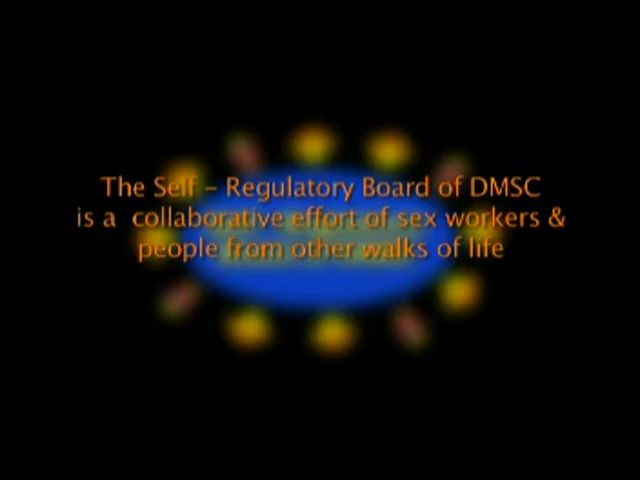 The Self – Regulatory Board of DMSC
is a collaborative effort of sex workers &
people from other walks of life